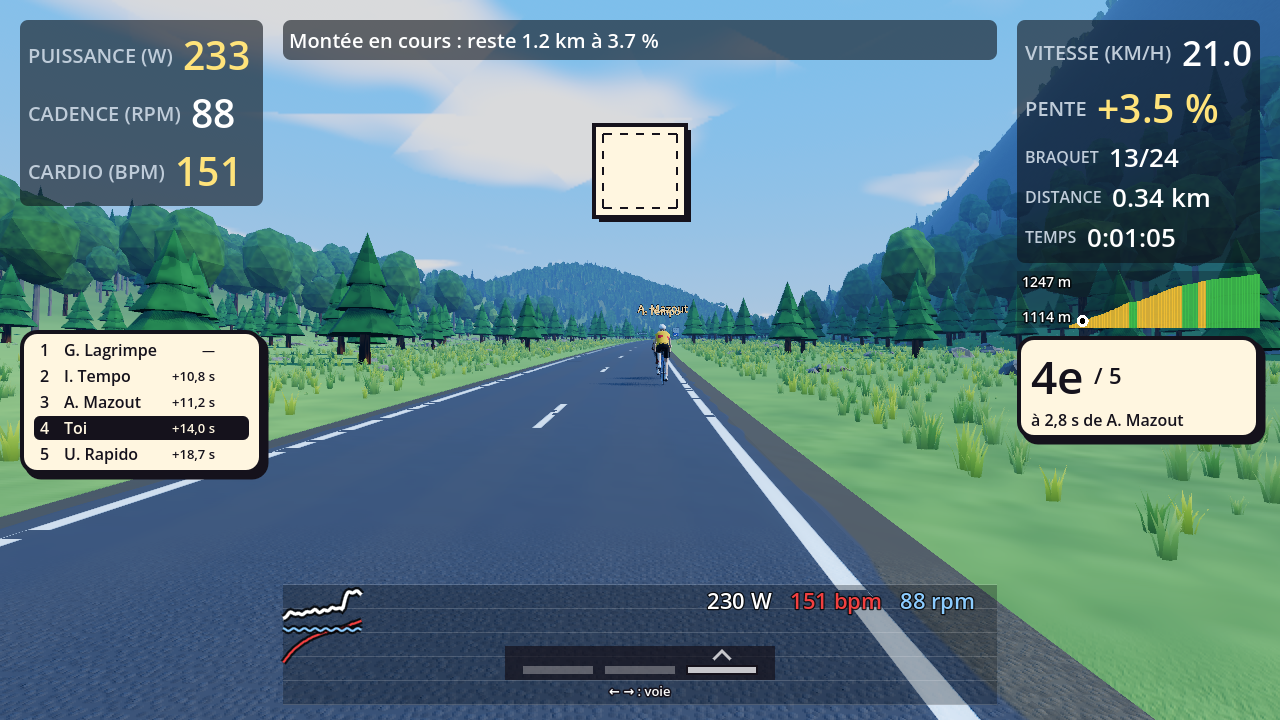 PUISSANCE (W) 233
CADENCE (RPM) 88
CARDIO (BPM) 151
Montée en cours : reste 1.2 km à 3.7 %
VITESSE (KM/H) 21.0
PENTE +3.5 %
BRAQUET 13/24
DISTANCE 0.34 km
TEMPS 0:01:05
1247 m
1114 m
A. Mazout
1 G. Lagrimpe —
2 I. Tempo +10,8 s
3 A. Mazout +11,2 s
4 Toi +14,0 s
5 U. Rapido +18,7 s
4e / 5
à 2,8 s de A. Mazout
230 W 151 bpm 88 rpm
← → : voie